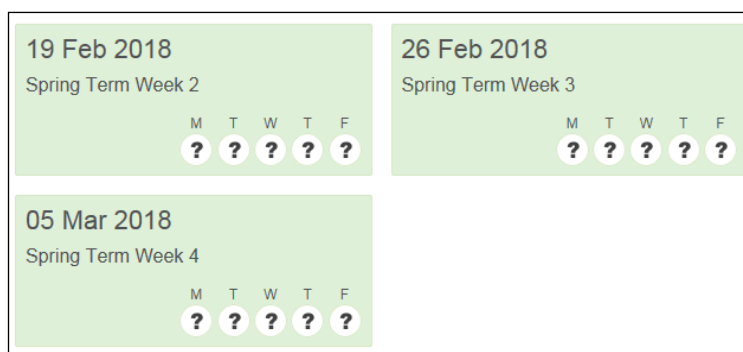 19 Feb 2018
Spring Term Week 2
M T W T F
? ? ? ? ?
26 Feb 2018
Spring Term Week 3
M T W T F
? ? ? ? ?
05 Mar 2018
Spring Term Week 4
M T W T F
? ? ? ? ?